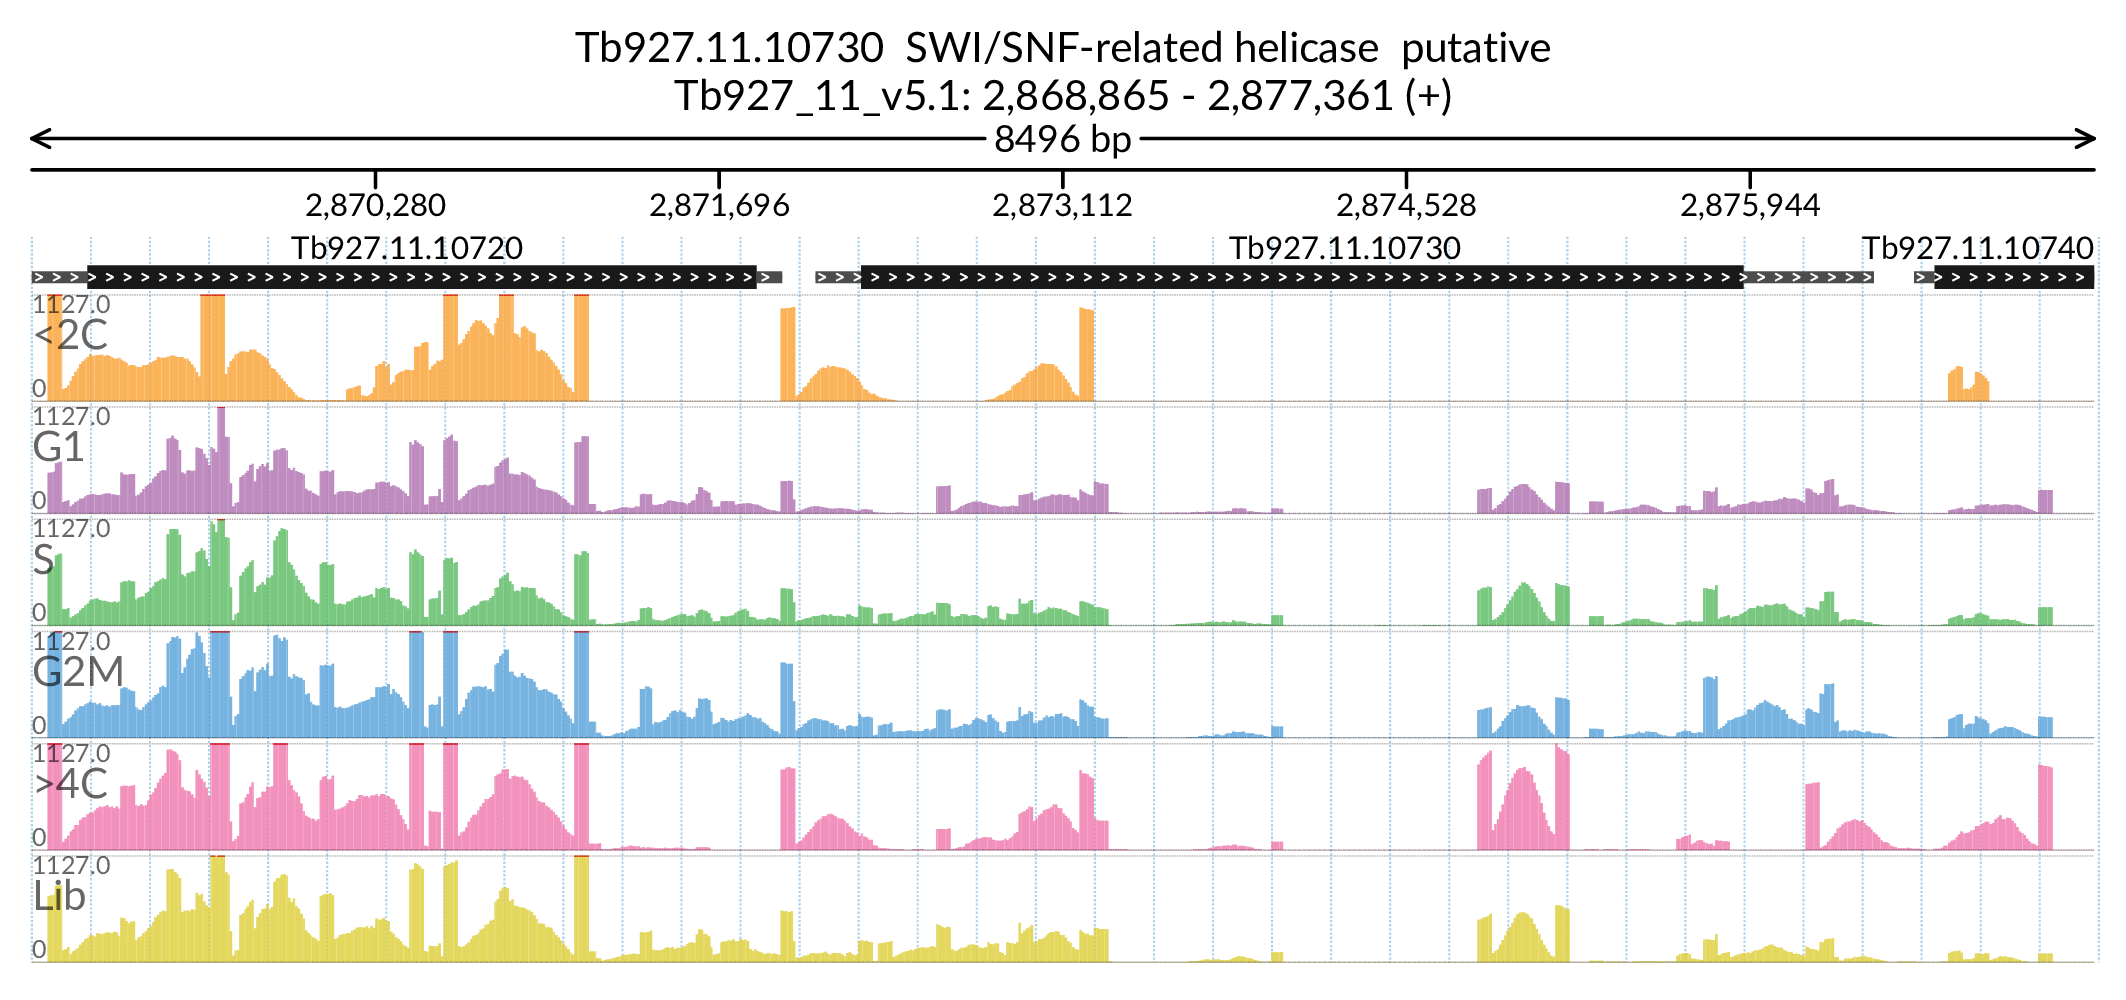 Tb927.11.10730  SWI/SNF-related helicase  putative
Tb927_11_v5.1: 2,868,865 - 2,877,361 (+)
8496 bp
2,870,280 2,871,696 2,873,112 2,874,528 2,875,944
Tb927.11.10720 Tb927.11.10730 Tb927.11.10740
1127.0
<2C
0
1127.0
G1
0
1127.0
S
0
1127.0
G2M
0
1127.0
>4C
0
1127.0
Lib
0